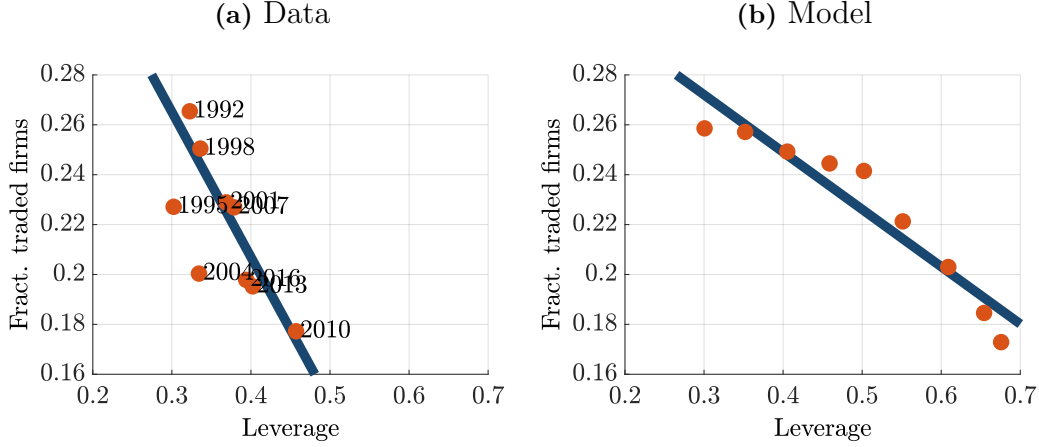 (a) Data
0.28
0.26
0.24
0.22
0.2
0.18
0.16
Fract. traded firms
1992
1998
1995
2001
2007
2004
2016
2013
2010
0.2 0.3 0.4 0.5 0.6 0.7
Leverage
(b) Model
0.28
0.26
0.24
0.22
0.2
0.18
0.16
Fract. traded firms
0.2 0.3 0.4 0.5 0.6 0.7
Leverage